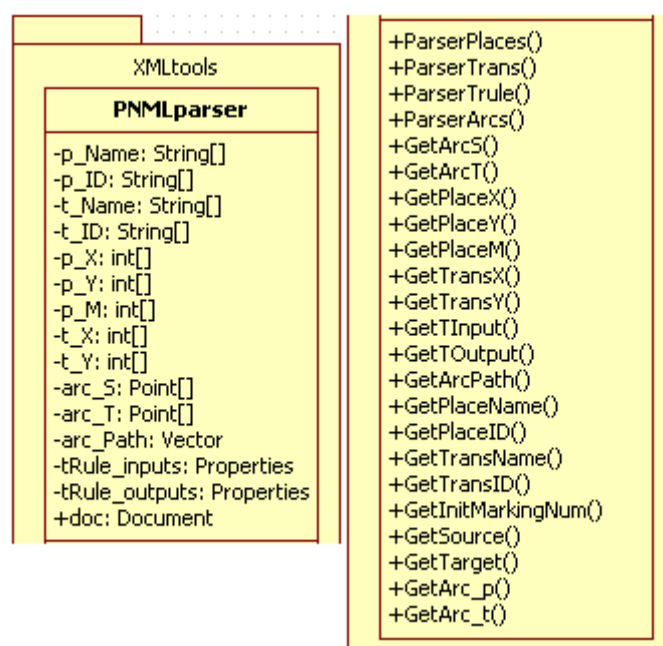 XMLtools
PNMLparser
-p_Name: String[]
-p_ID: String[]
-t_Name: String[]
-t_ID: String[]
-p_X: int[]
-p_Y: int[]
-p_M: int[]
-t_X: int[]
-t_Y: int[]
-arc_S: Point[]
-arc_T: Point[]
-arc_Path: Vector
-tRule_inputs: Properties
-tRule_outputs: Properties
+doc: Document
+ParserPlaces()
+ParserTrans()
+ParserTrule()
+ParserArcs()
+GetArcS()
+GetArcT()
+GetPlaceX()
+GetPlaceY()
+GetPlaceM()
+GetTransX()
+GetTransY()
+GetTInput()
+GetTOutput()
+GetArcPath()
+GetPlaceName()
+GetPlaceID()
+GetTransName()
+GetTransID()
+GetInitMarkingNum()
+GetSource()
+GetTarget()
+GetArc_p()
+GetArc_t()